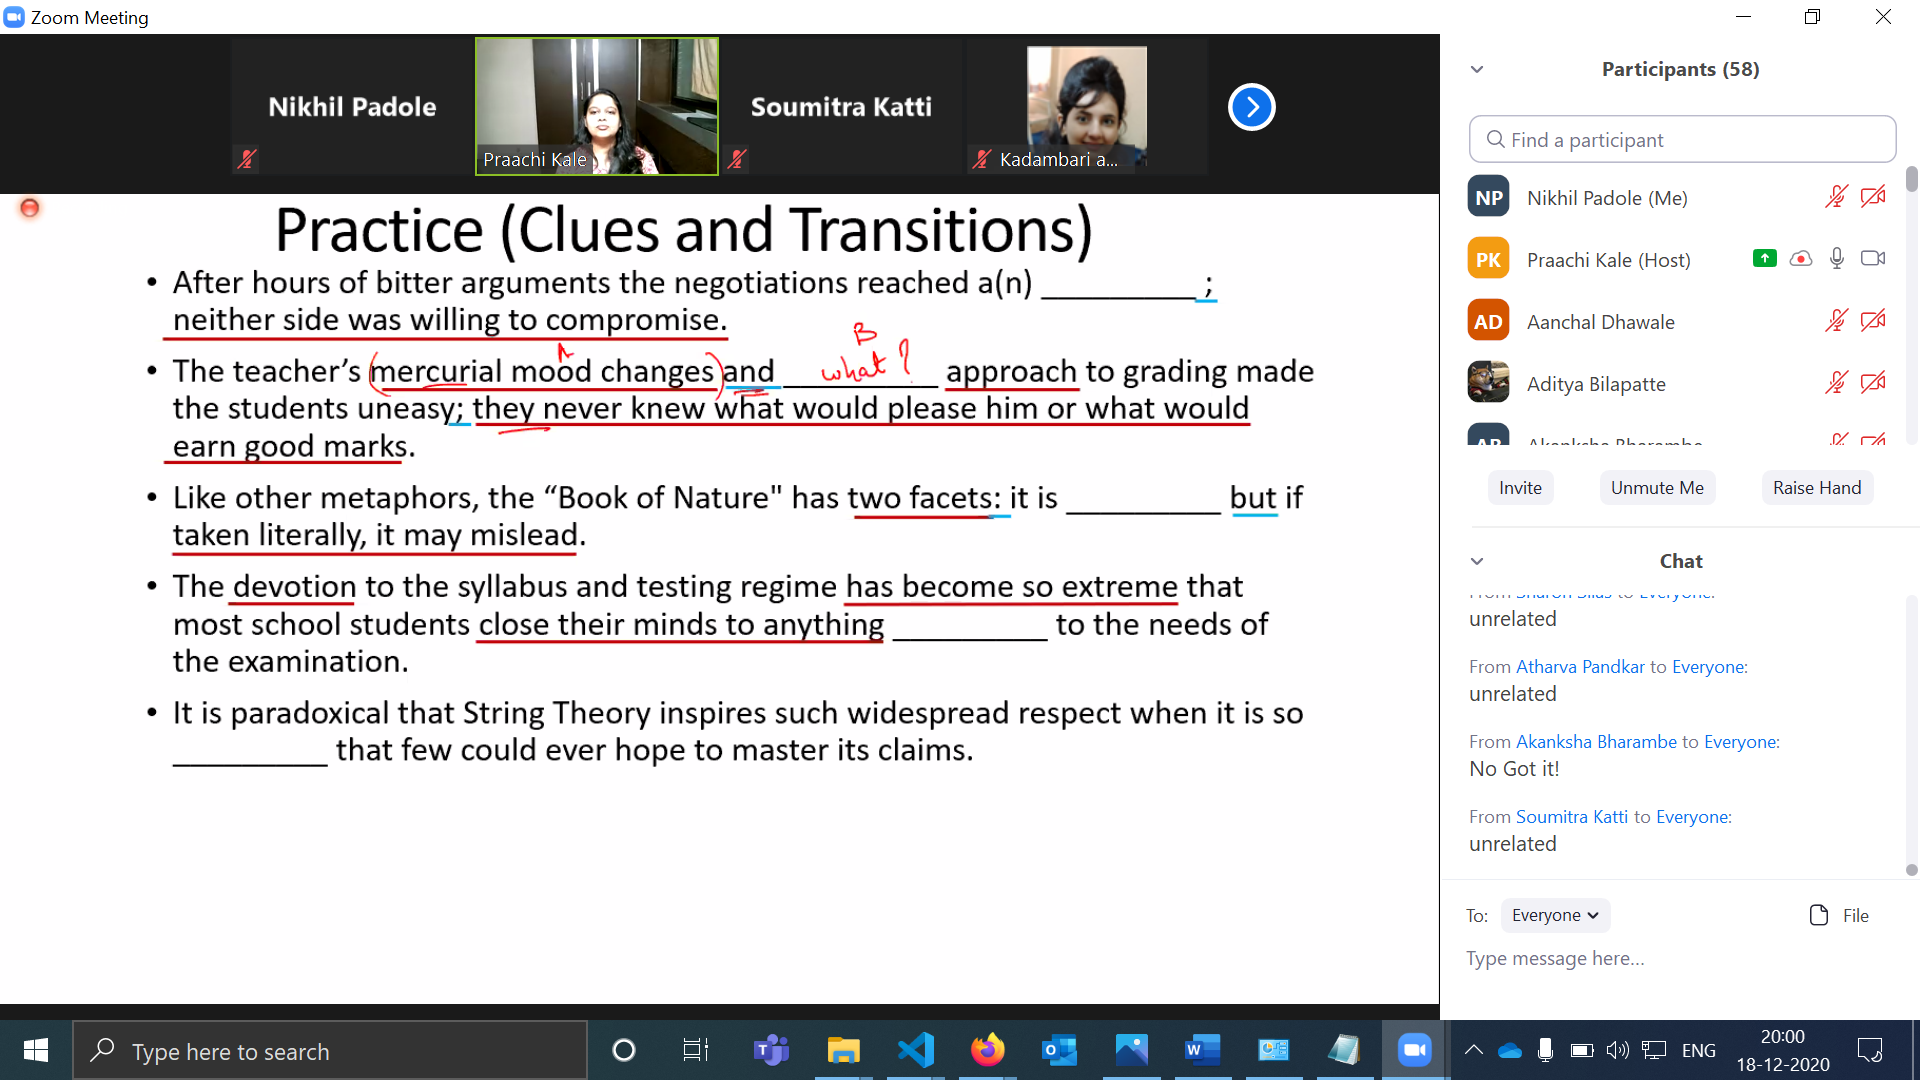 Zoom Meeting
Nikhil Padole
Praachi Kale
Soumitra Katti
Kadambari a...
Practice (Clues and Transitions)
• After hours of bitter arguments the negotiations reached a(n) __________ ;
neither side was willing to compromise.
A
B
what?
• The teacher's (mercurial mood changes) and __________ approach to grading made
the students uneasy; they never knew what would please him or what would
earn good marks.
• Like other metaphors, the “Book of Nature" has two facets: it is __________ but if
taken literally, it may mislead.
• The devotion to the syllabus and testing regime has become so extreme that
most school students close their minds to anything __________ to the needs of
the examination.
• It is paradoxical that String Theory inspires such widespread respect when it is so
__________ that few could ever hope to master its claims.
Participants (58)
Find a participant
NP Nikhil Padole (Me)
PK Praachi Kale (Host)
AD Aanchal Dhawale
Aditya Bilapatte
AB Akanksha Bharambe
Invite Unmute Me Raise Hand
Chat
From Sharon Silas to Everyone:
unrelated
From Atharva Pandkar to Everyone:
unrelated
From Akanksha Bharambe to Everyone:
No Got it!
From Soumitra Katti to Everyone:
unrelated
To: Everyone File
Type message here...
Type here to search
ENG
20:00
18-12-2020